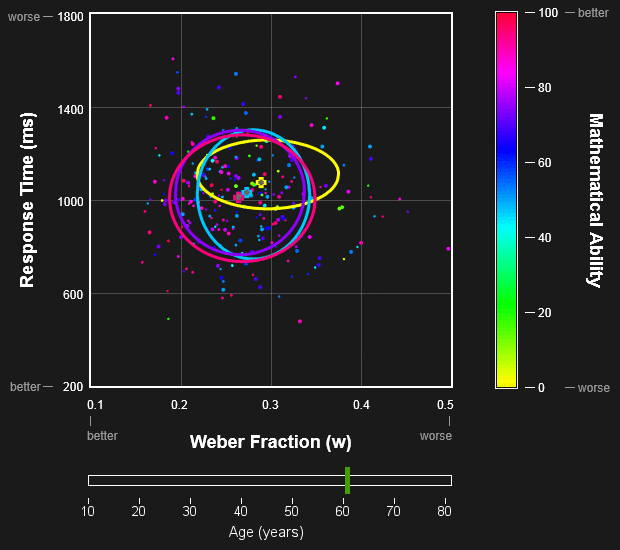 worse
1800
1400
1000
600
better
200
Response Time (ms)
0.1
0.2
0.3
0.4
0.5
better
worse
Weber Fraction (w)
10
20
30
40
50
60
70
80
Age (years)
100
better
80
60
40
20
0
worse
Mathematical Ability